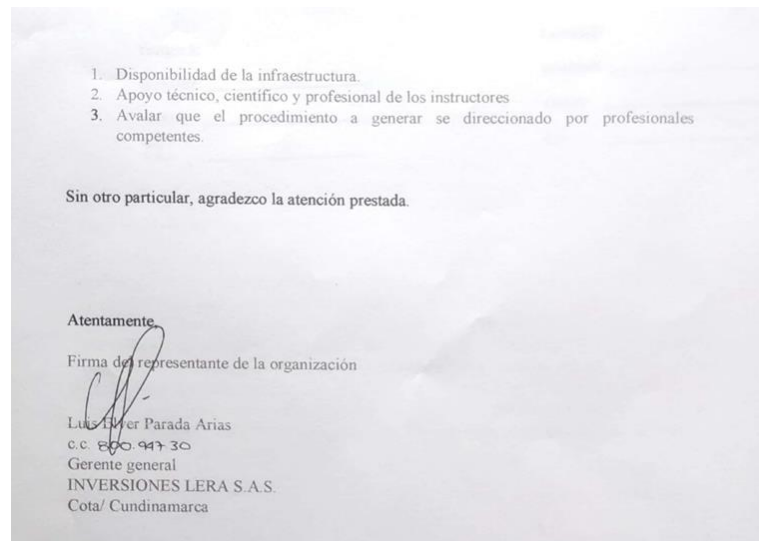 1. Disponibilidad de la infraestructura.
2. Apoyo técnico, científico y profesional de los instructores
3. Avalar que el procedimiento a generar se direccionado por profesionales
competentes.
Sin otro particular, agradezco la atención prestada.
Atentamente,
Firma del representante de la organización
Luis Parada Arias
c.c.
Gerente general
INVERSIONES LERA S.A.S.
Cota/ Cundinamarca